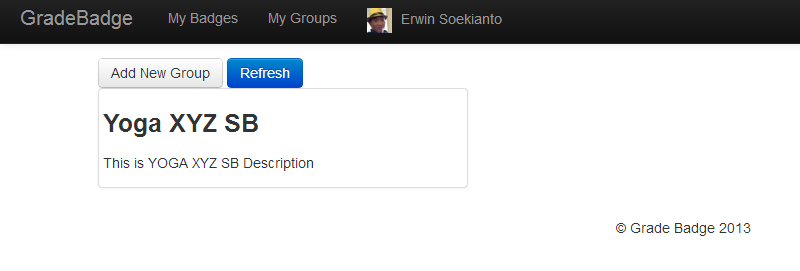 GradeBadge My Badges My Groups Erwin Soekianto
Add New Group Refresh
Yoga XYZ SB
This is YOGA XYZ SB Description
© Grade Badge 2013